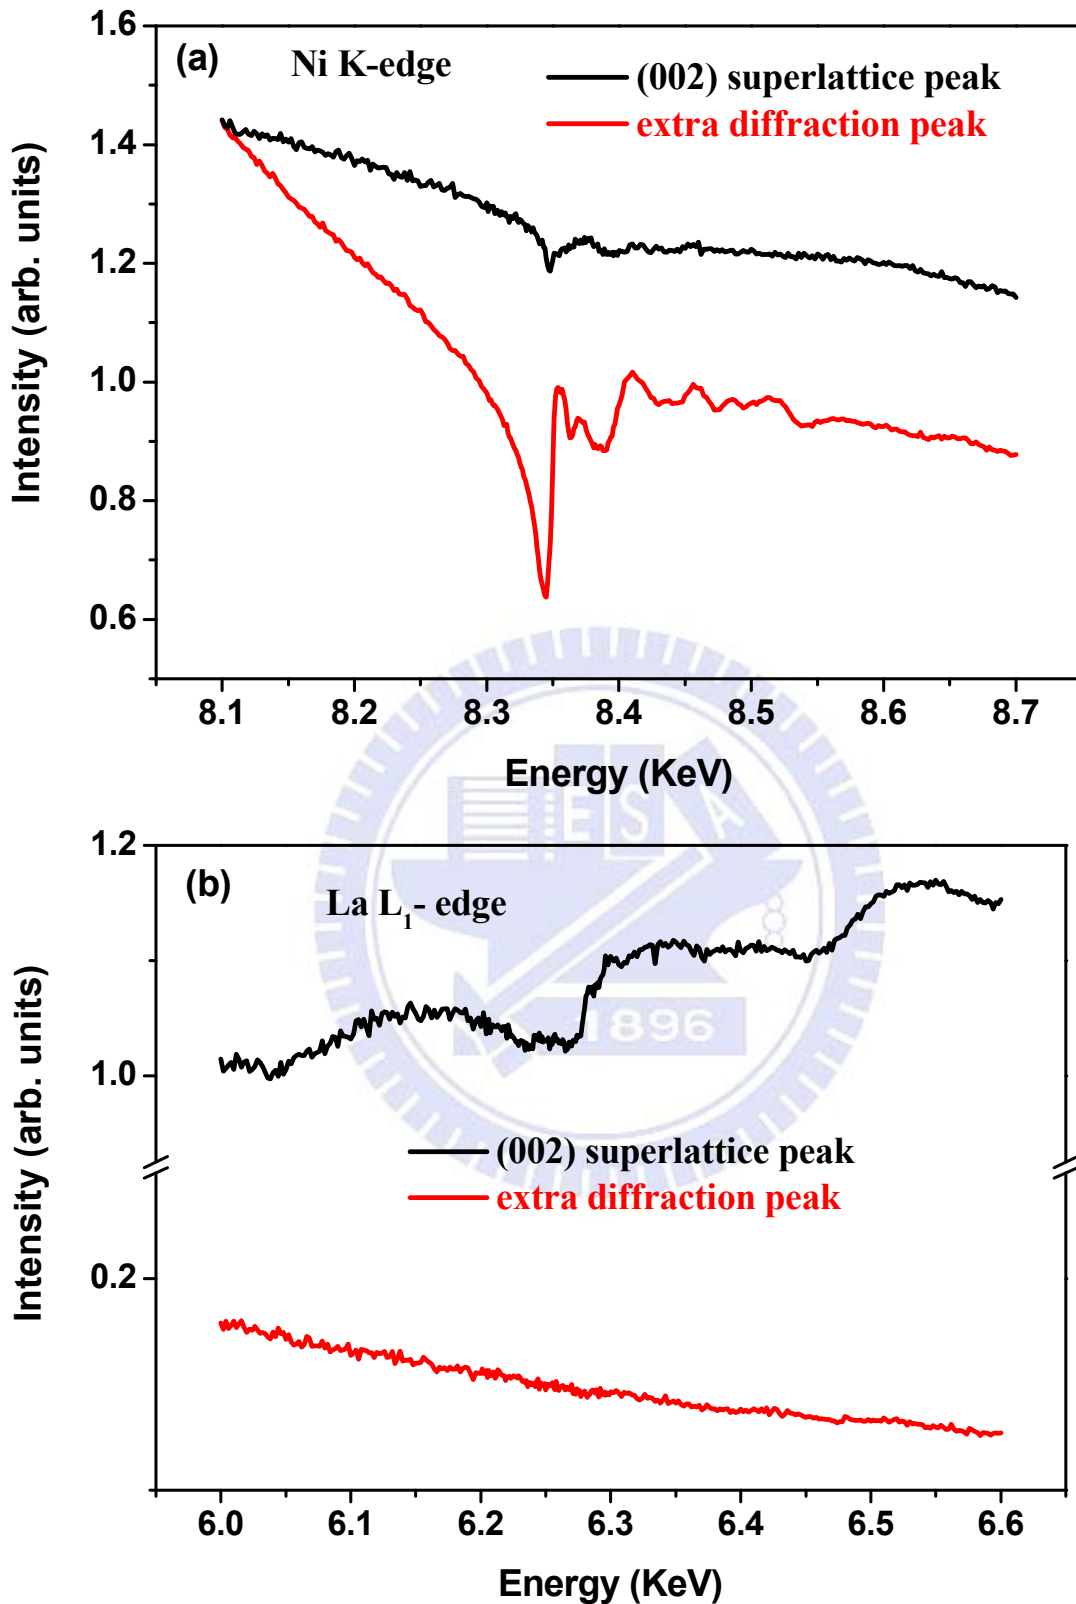 (a)
Ni K-edge
(002) superlattice peak
extra diffraction peak
Intensity (arb. units)
1.6
1.4
1.2
1.0
0.8
0.6
8.1 8.2 8.3 8.4 8.5 8.6 8.7
Energy (KeV)
ESA
1896
(b)
La L₁- edge
(002) superlattice peak
extra diffraction peak
Intensity (arb. units)
1.2
1.0
0.2
6.0 6.1 6.2 6.3 6.4 6.5 6.6
Energy (KeV)